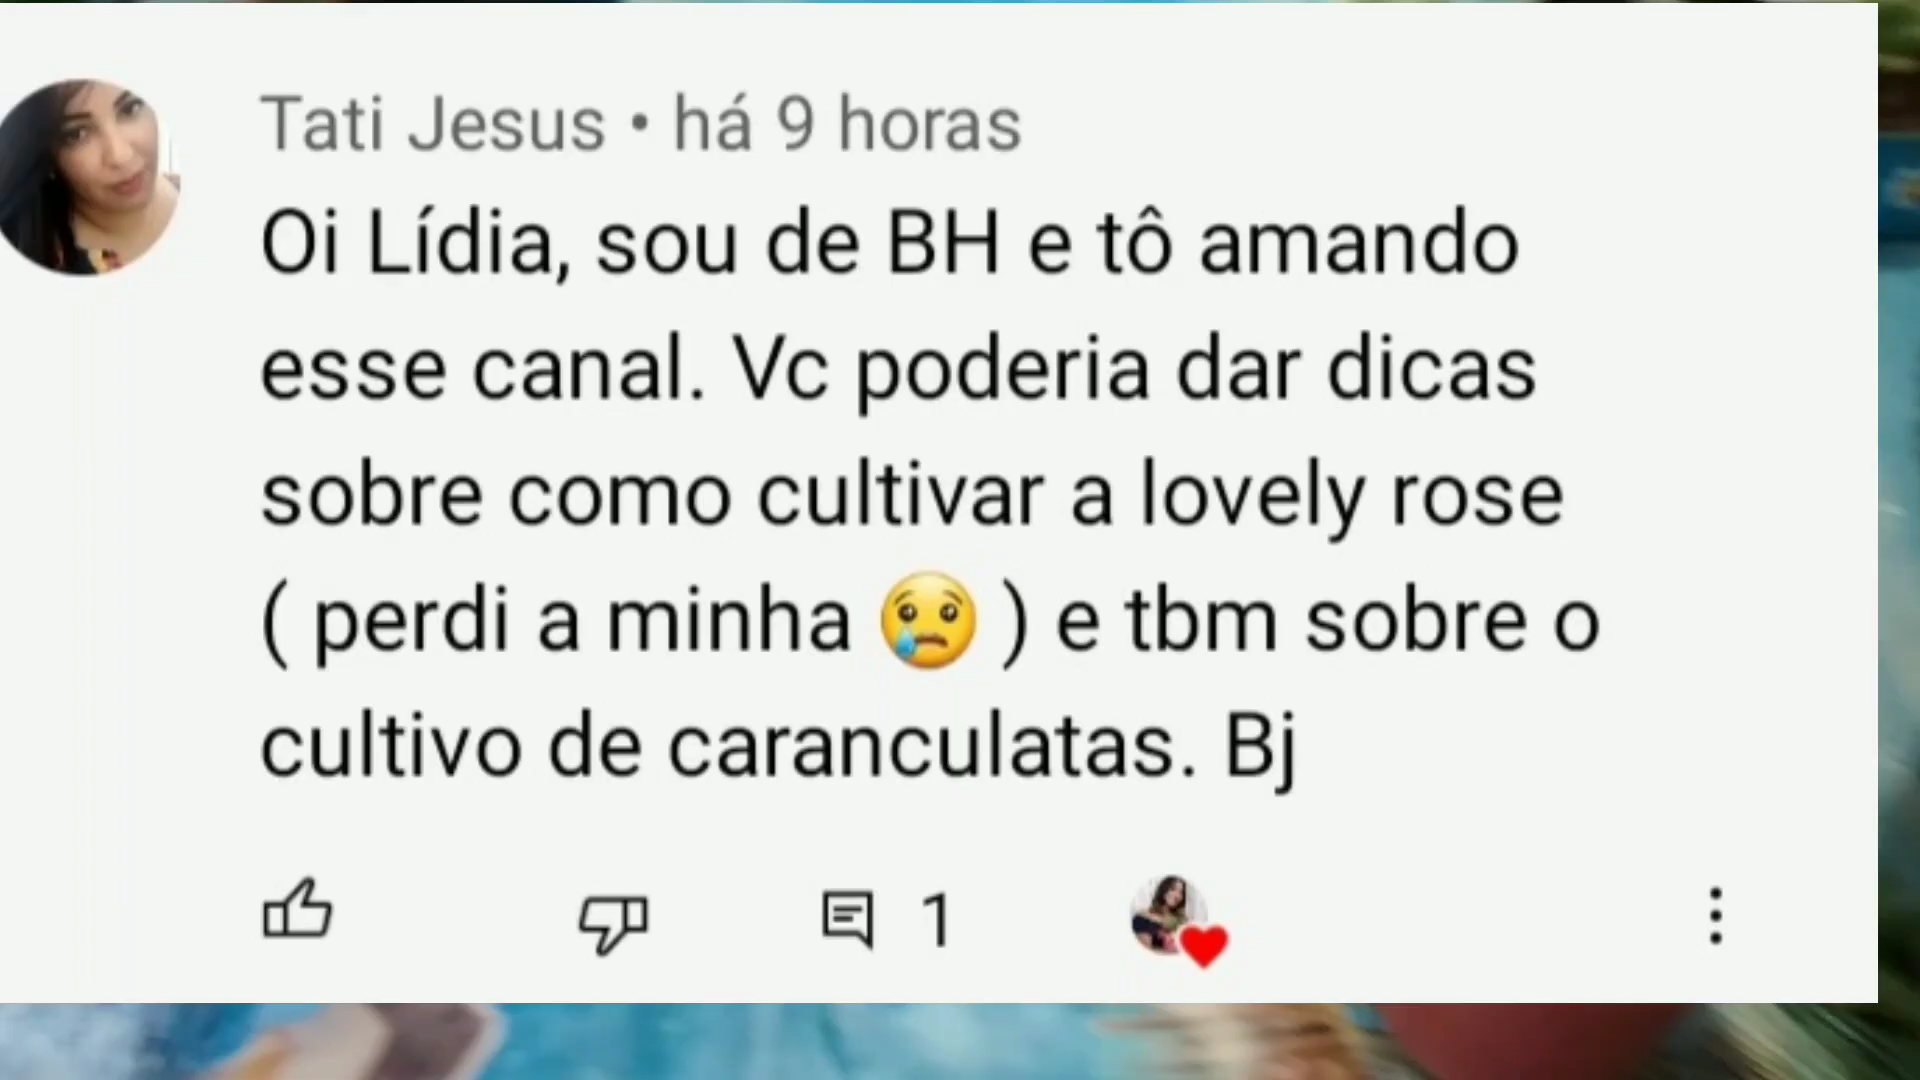 Tati Jesus • há 9 horas
Oi Lídia, sou de BH e tô amando
esse canal. Vc poderia dar dicas
sobre como cultivar a lovely rose
( perdi a minha 😢 ) e tbm sobre o
cultivo de caranculatas. Bj
1